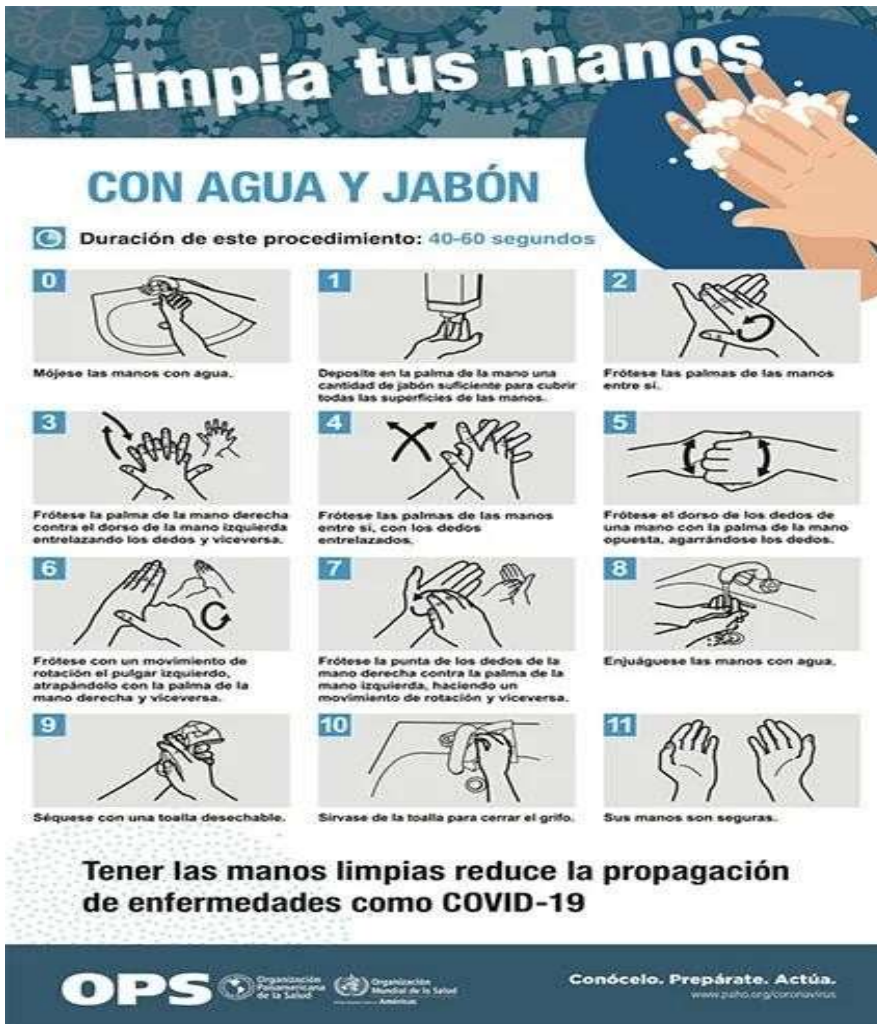 Limpia tus manos
CON AGUA Y JABÓN
Duración de este procedimiento: 40-60 segundos
0
Mójese las manos con agua.
1
Deposite en la palma de la mano una
cantidad de jabón suficiente para cubrir
todas las superficies de las manos.
2
Frótese las palmas de las manos
entre sí.
3
Frótese la palma de la mano derecha
contra el dorso de la mano izquierda
entrelazando los dedos y viceversa.
4
Frótese las palmas de las manos
entre sí, con los dedos
entrelazados.
5
Frótese el dorso de los dedos de
una mano con la palma de la mano
opuesta, agarrándose los dedos.
6
Frótese con un movimiento de
rotación el pulgar izquierdo,
atrapándolo con la palma de la
mano derecha y viceversa.
7
Frótese la punta de los dedos de la
mano derecha contra la palma de la
mano izquierda, haciendo un
movimiento de rotación y viceversa.
8
Enjuáguese las manos con agua.
9
Séquese con una toalla desechable.
10
Sírvase de la toalla para cerrar el grifo.
11
Sus manos son seguras.
Tener las manos limpias reduce la propagación
de enfermedades como COVID-19
OPS
Organización
Panamericana
de la Salud
Organización
Mundial de la Salud
Américas
Conócelo. Prepárate. Actúa.
www.paho.org/coronavirus